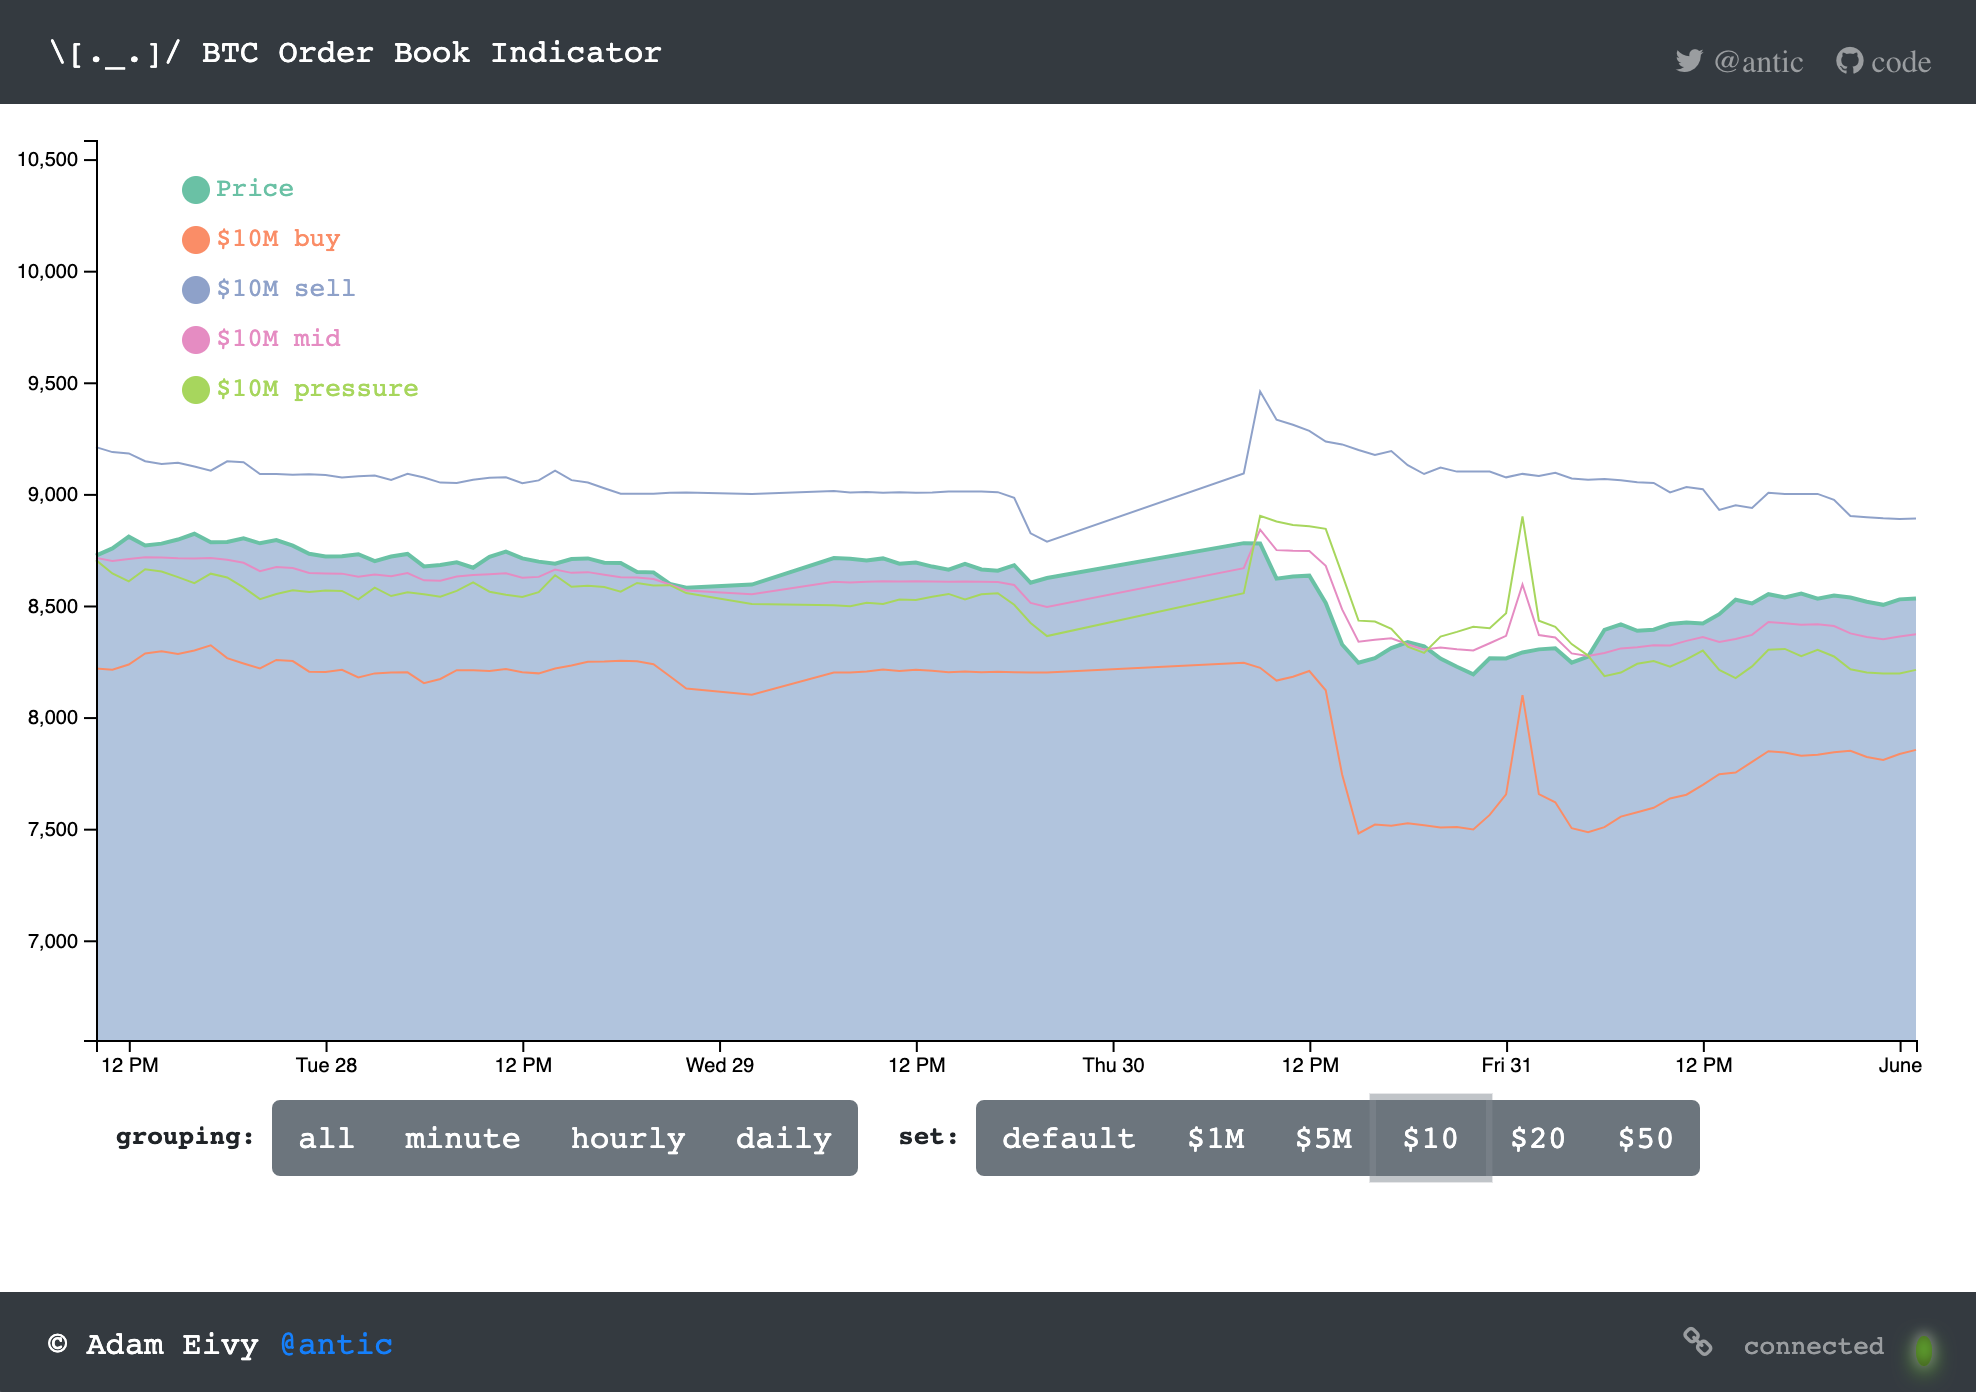 \[._.]/ BTC Order Book Indicator
@antic code
10,500
10,000
9,500
9,000
8,500
8,000
7,500
7,000
Price
$10M buy
$10M sell
$10M mid
$10M pressure
12 PM Tue 28 12 PM Wed 29 12 PM Thu 30 12 PM Fri 31 12 PM June
grouping: all minute hourly daily set: default $1M $5M $10 $20 $50
© Adam Eivy @antic connected